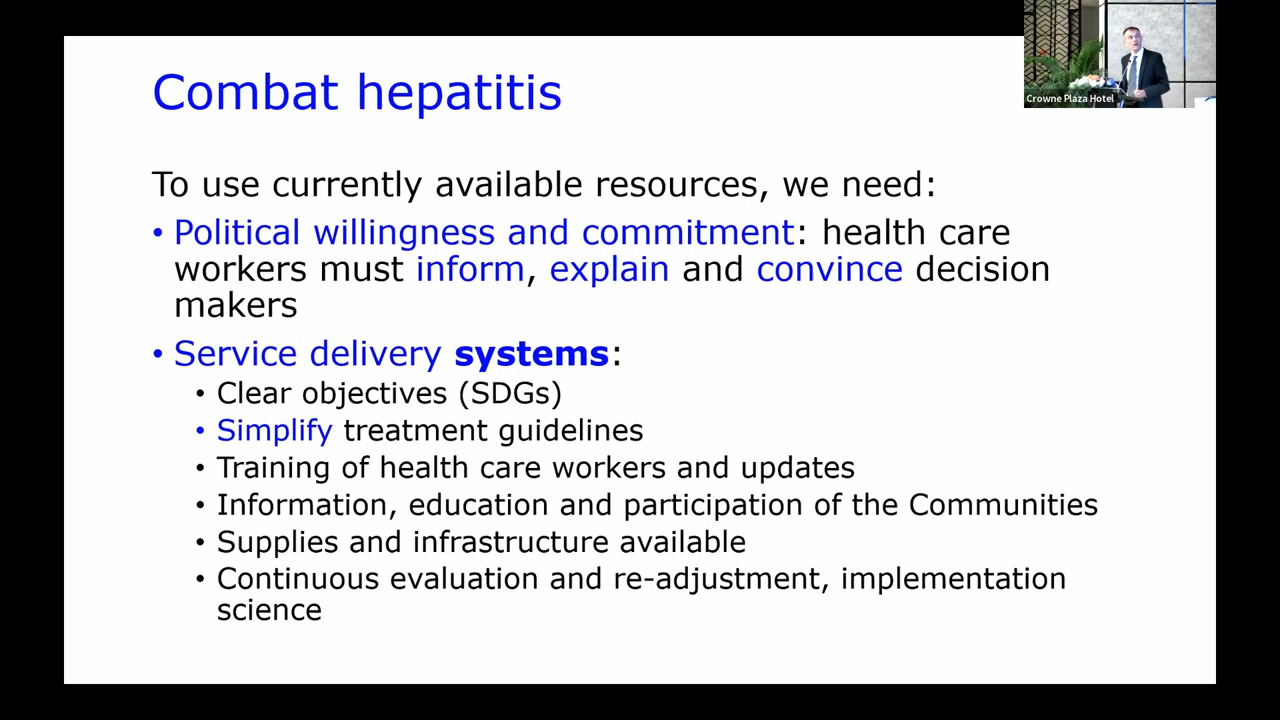 Combat hepatitis
Crowne Plaza Hotel
To use currently available resources, we need:
• Political willingness and commitment: health care
workers must inform, explain and convince decision
makers
• Service delivery systems:
• Clear objectives (SDGs)
• Simplify treatment guidelines
• Training of health care workers and updates
• Information, education and participation of the Communities
• Supplies and infrastructure available
• Continuous evaluation and re-adjustment, implementation
science